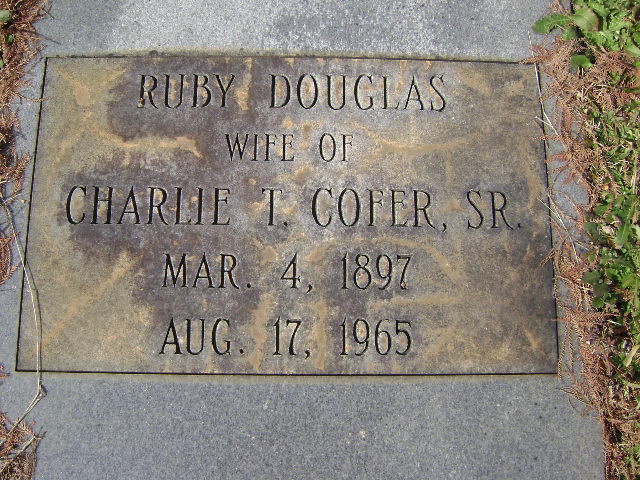 RUBY DOUGLAS
WIFE OF
CHARLIE T. COFER, SR.
MAR. 4, 1897
AUG. 17, 1965